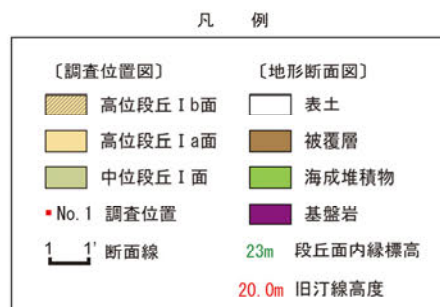 凡 例
〔調査位置図〕
高位段丘Ⅰb面
高位段丘Ⅰa面
中位段丘Ⅰ面
No.1 調査位置
1 1' 断面線
〔地形断面図〕
表土
被覆層
海成堆積物
基盤岩
23m 段丘面内縁標高
20.0m 旧汀線高度